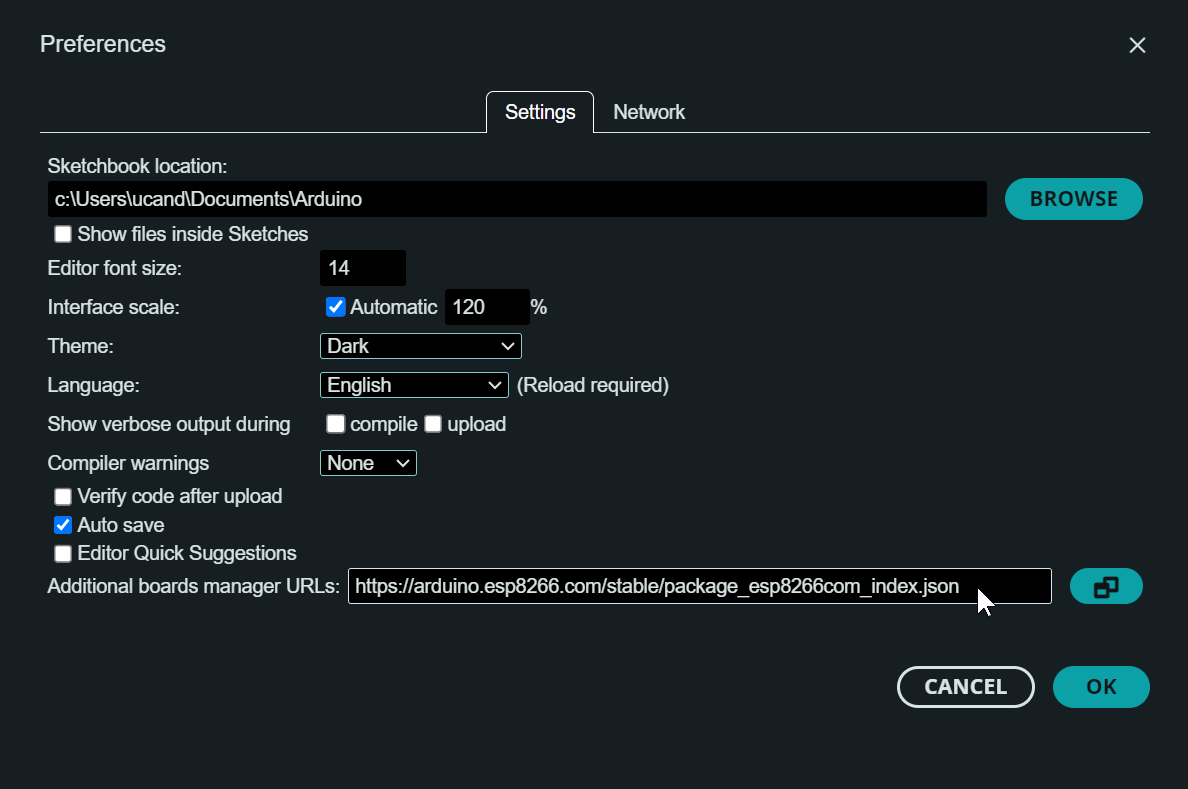 Preferences
Settings Network
Sketchbook location:
c:\Users\ucand\Documents\Arduino BROWSE
Show files inside Sketches
Editor font size: 14
Interface scale: Automatic 120 %
Theme: Dark
Language: English (Reload required)
Show verbose output during compile upload
Compiler warnings None
Verify code after upload
Auto save
Editor Quick Suggestions
Additional boards manager URLs: https://arduino.esp8266.com/stable/package_esp8266com_index.json
CANCEL OK